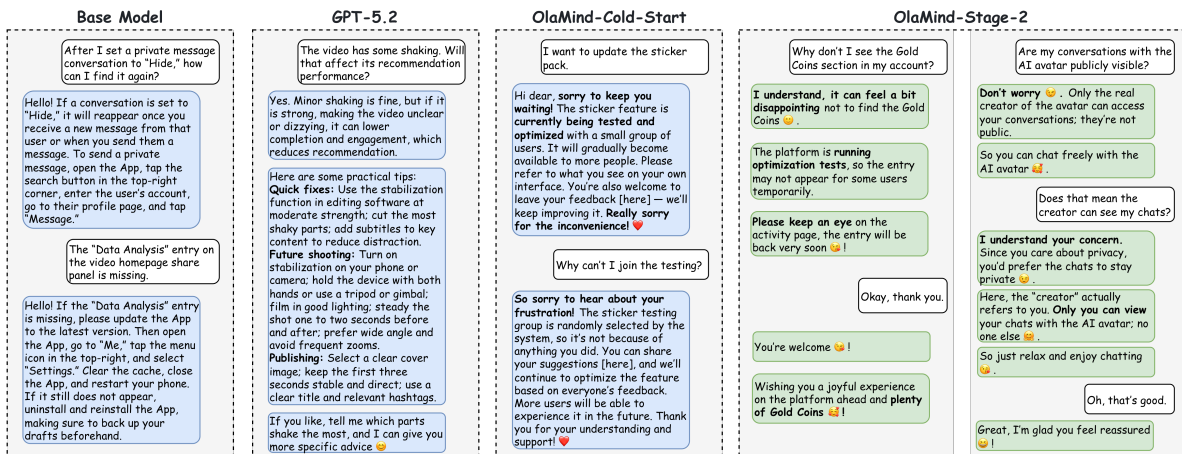 Base Model
After I set a private message
conversation to “Hide,” how
can I find it again?
Hello! If a conversation is set to
“Hide,” it will reappear once you
receive a new message from that
user or when you send them a
message. To send a private
message, open the App, tap the
search button in the top-right
corner, enter the user’s account,
go to their profile page, and tap
“Message.”
The “Data Analysis” entry on
the video homepage share
panel is missing.
Hello! If the “Data Analysis” entry
is missing, please update the App
to the latest version. Then open
the App, go to “Me,” tap the menu
icon in the top-right, and select
“Settings.” Clear the cache, close
the App, and restart your phone.
If it still does not appear,
uninstall and reinstall the App,
making sure to back up your
drafts beforehand.
GPT-5.2
The video has some shaking. Will
that affect its recommendation
performance?
Yes. Minor shaking is fine, but if it
is strong, making the video unclear
or dizzying, it can lower
completion and engagement, which
reduces recommendation.
Here are some practical tips:
Quick fixes: Use the stabilization
function in editing software at
moderate strength; cut the most
shaky parts; add subtitles to key
content to reduce distraction.
Future shooting: Turn on
stabilization on your phone or
camera; hold the device with both
hands or use a tripod or gimbal;
film in good lighting; steady the
shot one to two seconds before
and after; prefer wide angle and
avoid frequent zooms.
Publishing: Select a clear cover
image; keep the first three
seconds stable and direct; use a
clear title and relevant hashtags.
If you like, tell me which parts
shake the most, and I can give you
more specific advice 😊
OlaMind-Cold-Start
I want to update the sticker
pack.
Hi dear, sorry to keep you
waiting! The sticker feature is
currently being tested and
optimized with a small group of
users. It will gradually become
available to more people. Please
refer to what you see on your own
interface. You’re also welcome to
leave your feedback [here] — we’ll
keep improving it. Really sorry
for the inconvenience! ❤️
Why can’t I join the testing?
So sorry to hear about your
frustration! The sticker testing
group is randomly selected by the
system, so it’s not because of
anything you did. You can share
your suggestions [here], and we’ll
continue to optimize the feature
based on everyone’s feedback.
More users will be able to
experience it in the future. Thank
you for your understanding and
support! ❤️
OlaMind-Stage-2
Why don’t I see the Gold
Coins section in my account?
I understand, it can feel a bit
disappointing not to find the Gold
Coins 😊 .
The platform is running
optimization tests, so the entry
may not appear for some users
temporarily.
Please keep an eye on the
activity page, the entry will be
back very soon 😘 !
Okay, thank you.
You’re welcome 😘 !
Wishing you a joyful experience
on the platform ahead and plenty
of Gold Coins 🥰 !
Are my conversations with the
AI avatar publicly visible?
Don’t worry 😉 . Only the real
creator of the avatar can access
your conversations; they’re not
public.
So you can chat freely with the
AI avatar 🥰 .
Does that mean the
creator can see my chats?
I understand your concern.
Since you care about privacy,
you’d prefer the chats to stay
private 😉 .
Here, the “creator” actually
refers to you. Only you can view
your chats with the AI avatar; no
one else 🤗 .
So just relax and enjoy chatting
😘 .
Oh, that’s good.
Great, I’m glad you feel reassured
😄 !